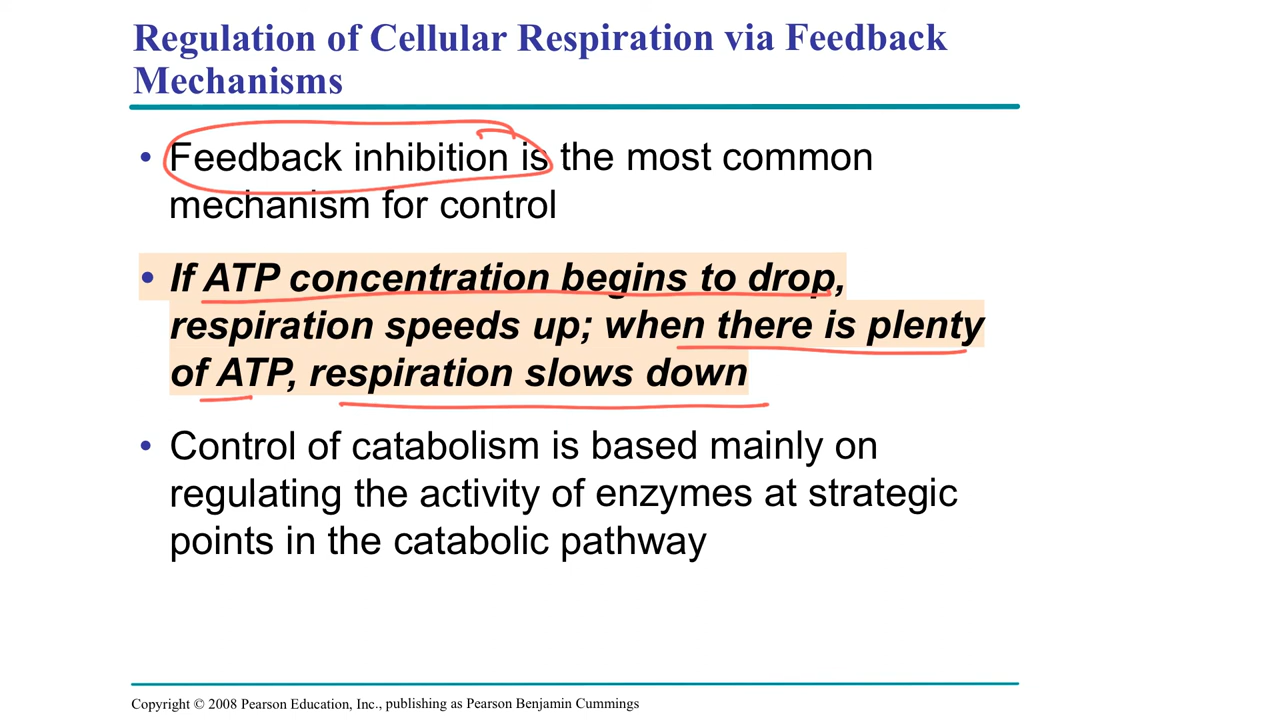 Regulation of Cellular Respiration via Feedback
Mechanisms
• Feedback inhibition is the most common
mechanism for control
• If ATP concentration begins to drop,
respiration speeds up; when there is plenty
of ATP, respiration slows down
• Control of catabolism is based mainly on
regulating the activity of enzymes at strategic
points in the catabolic pathway
Copyright © 2008 Pearson Education, Inc., publishing as Pearson Benjamin Cummings